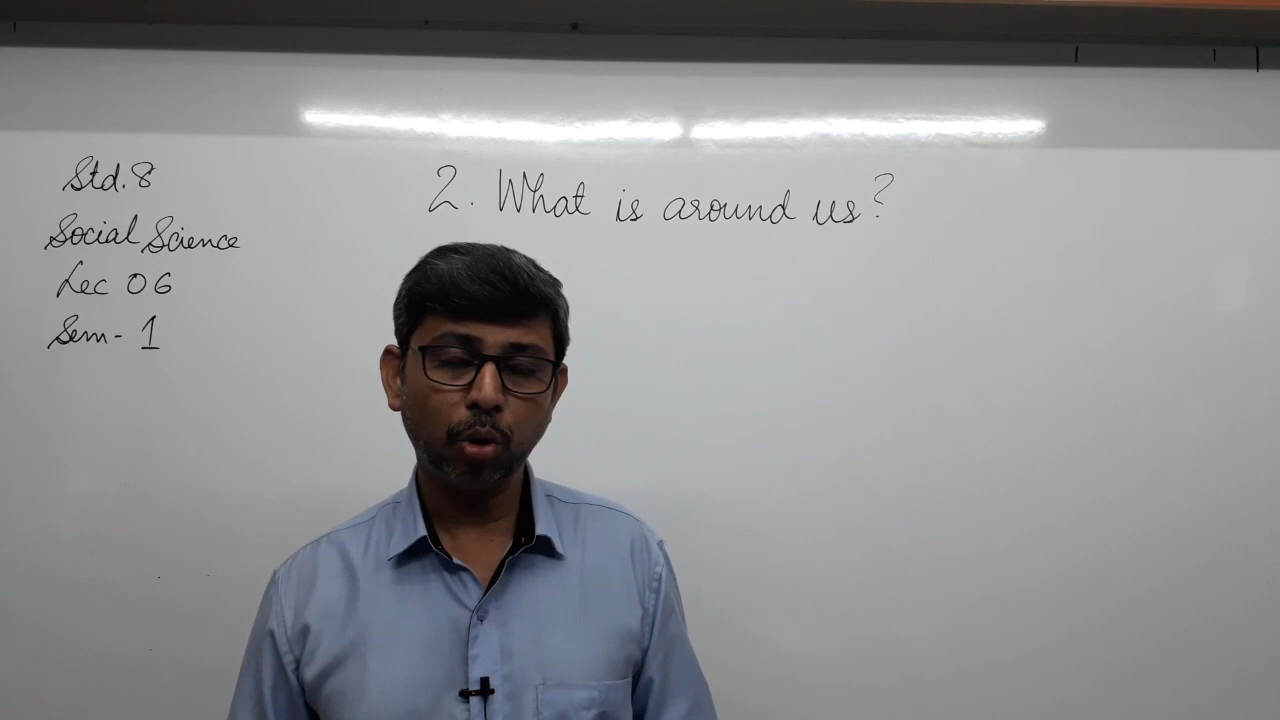 Std. 8
Social Science
Lec 06
Sem - 1
2. What is around us?